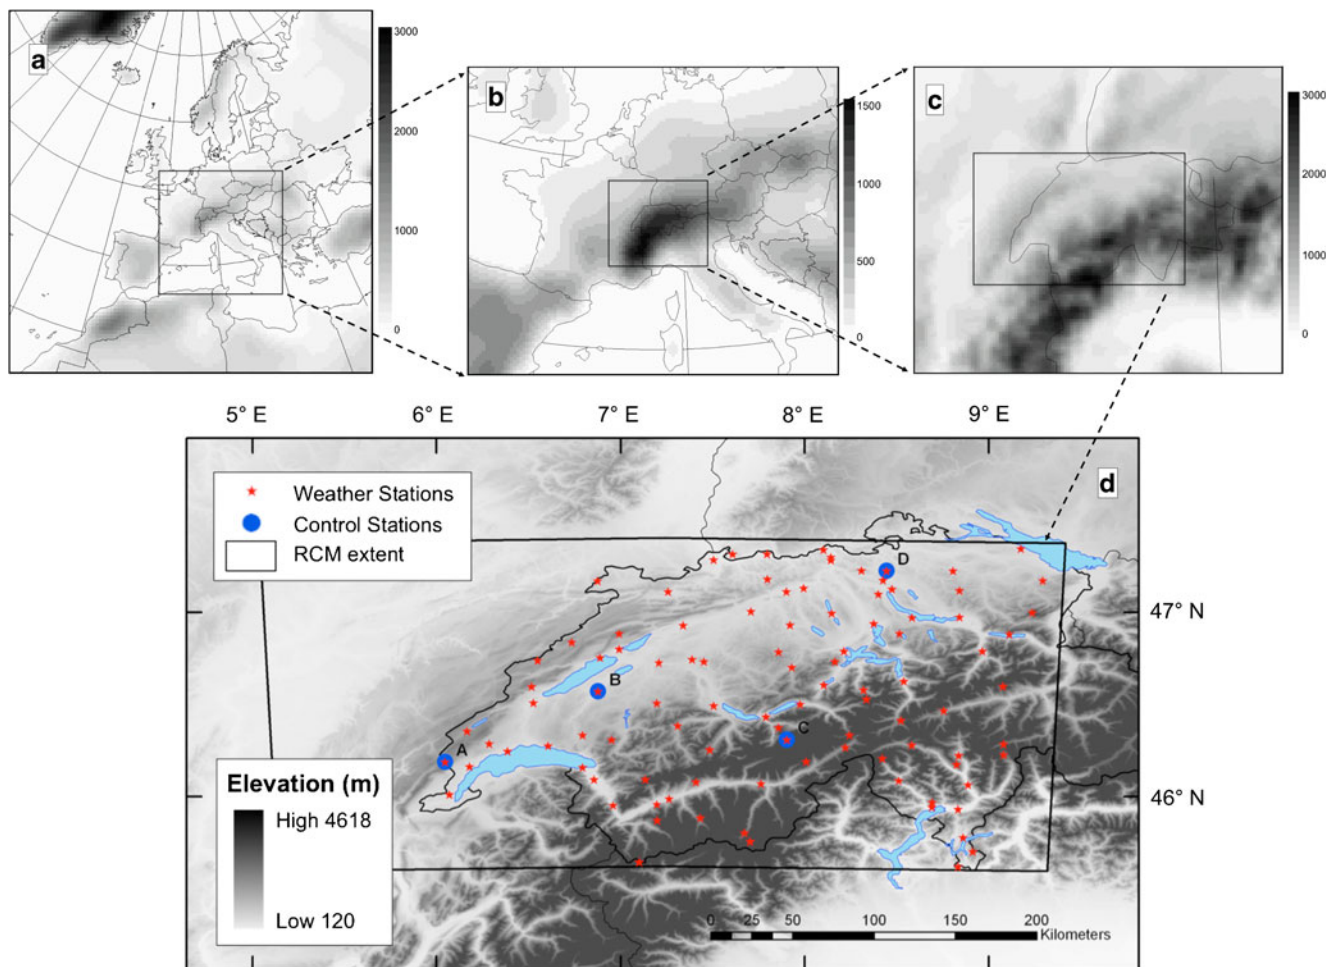 a
3000
2000
1000
0
b
1500
1000
500
0
c
3000
2000
1000
0
5° E
6° E
7° E
8° E
9° E
d
Weather Stations
Control Stations
RCM extent
D
47° N
B
C
A
Elevation (m)
High 4618
Low 120
46° N
0 25 50 100 150 200
Kilometers